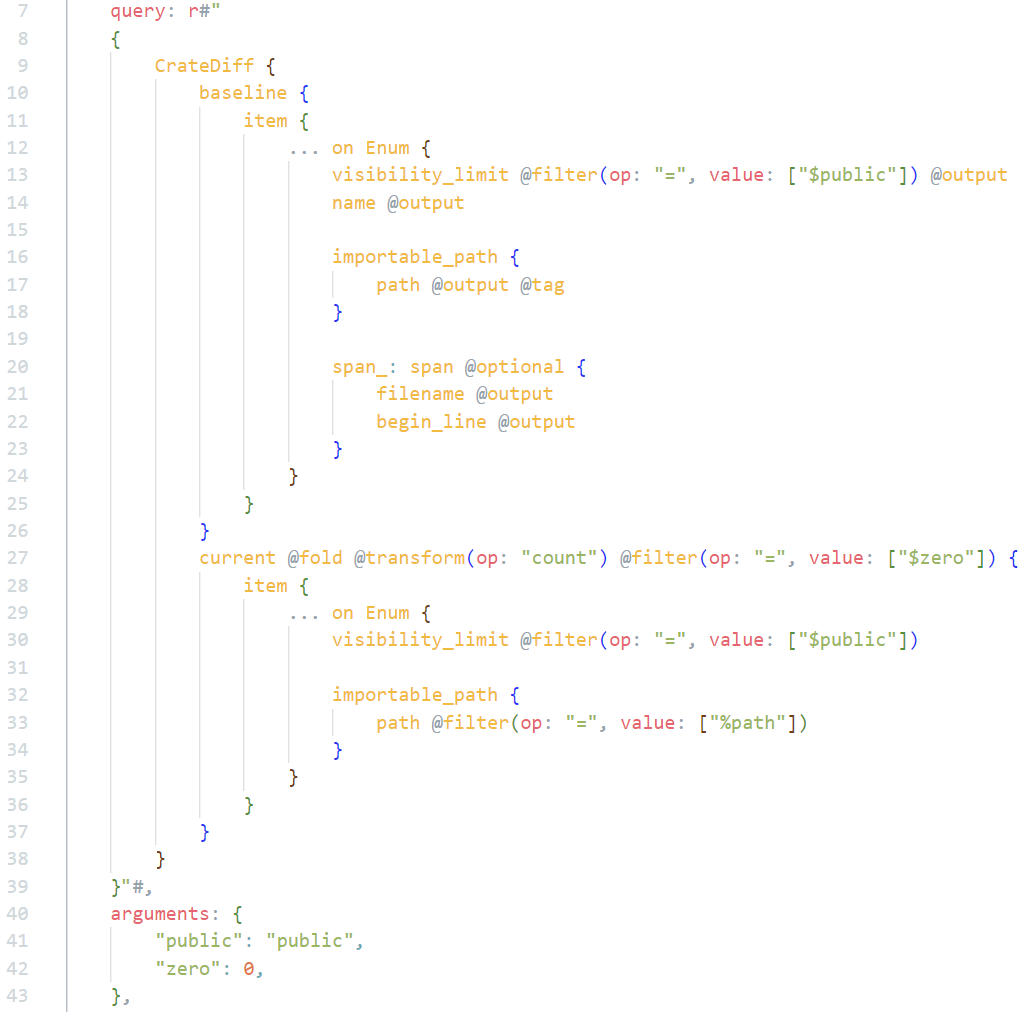 7 query: r#"
8 {
9 CrateDiff {
10 baseline {
11 item {
12 ... on Enum {
13 visibility_limit @filter(op: "=", value: ["$public"]) @output
14 name @output
15
16 importable_path {
17 path @output @tag
18 }
19
20 span_: span @optional {
21 filename @output
22 begin_line @output
23 }
24 }
25 }
26 }
27 current @fold @transform(op: "count") @filter(op: "=", value: ["$zero"]) {
28 item {
29 ... on Enum {
30 visibility_limit @filter(op: "=", value: ["$public"])
31
32 importable_path {
33 path @filter(op: "=", value: ["%path"])
34 }
35 }
36 }
37 }
38 }
39 }"#,
40 arguments: {
41 "public": "public",
42 "zero": 0,
43 },